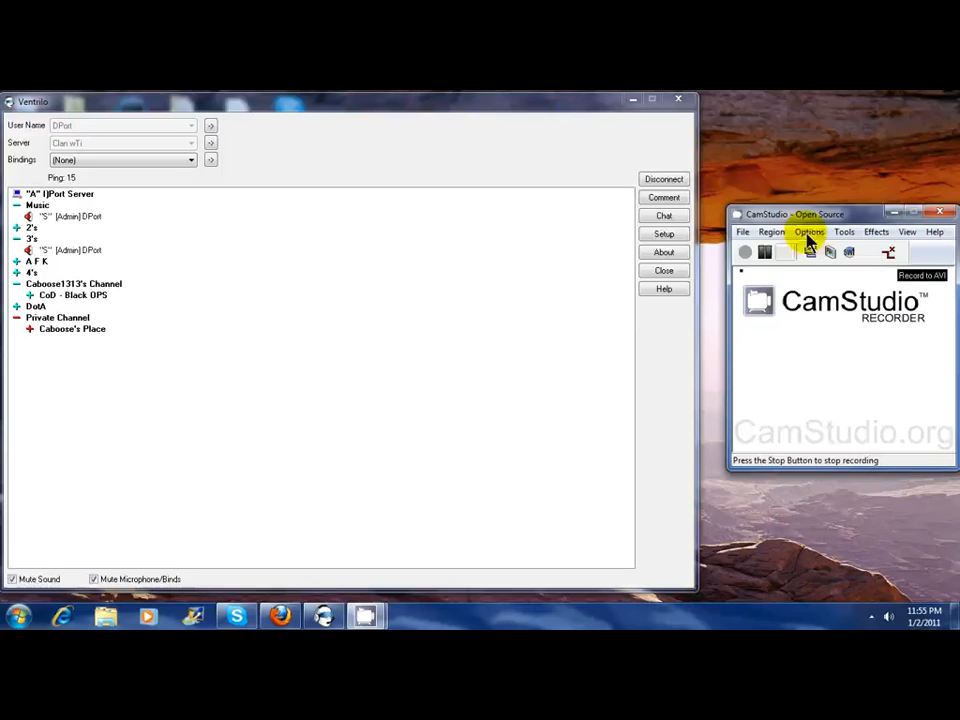 Ventrilo
User Name DPort
Server Clan wTi
Bindings (None)
Ping: 15
"A" I)Port Server
Music
"S" [Admin] DPort
2's
3's
"S" [Admin] DPort
A F K
4's
Caboose1313's Channel
CoD - Black OPS
DotA
Private Channel
Caboose's Place
Disconnect
Comment
Chat
Setup
About
Close
Help
Mute Sound
Mute Microphone/Binds
CamStudio - Open Source
File Region Options Tools Effects View Help
Record to AVI
CamStudio™
RECORDER
CamStudio.org
Press the Stop Button to stop recording
11:55 PM
1/2/2011